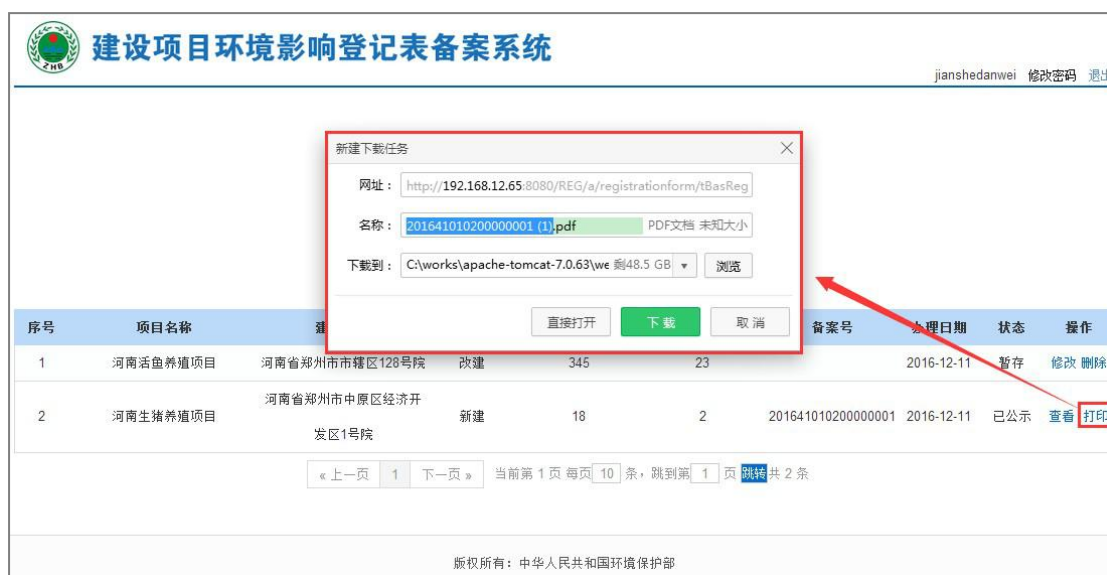 ZHB
建设项目环境影响登记表备案系统
jianshedanwei 修改密码 退出
新建下载任务
网址： http://192.168.12.65:8080/REG/a/registrationform/tBasReg
名称： 201641010200000001 (1).pdf PDF文档 未知大小
下载到： C:\works\apache-tomcat-7.0.63\we 剩48.5 GB 浏览
直接打开 下载 取消
序号 项目名称 建 备案号 办理日期 状态 操作
1 河南活鱼养殖项目 河南省郑州市市辖区128号院 改建 345 23 2016-12-11 暂存 修改 删除
河南省郑州市中原区经济开
2 河南生猪养殖项目 新建 18 2 201641010200000001 2016-12-11 已公示 查看 打印
发区1号院
«上一页 1 下一页» 当前第 1 页 每页 10 条，跳到第 1 页 跳转 共 2 条
版权所有：中华人民共和国环境保护部